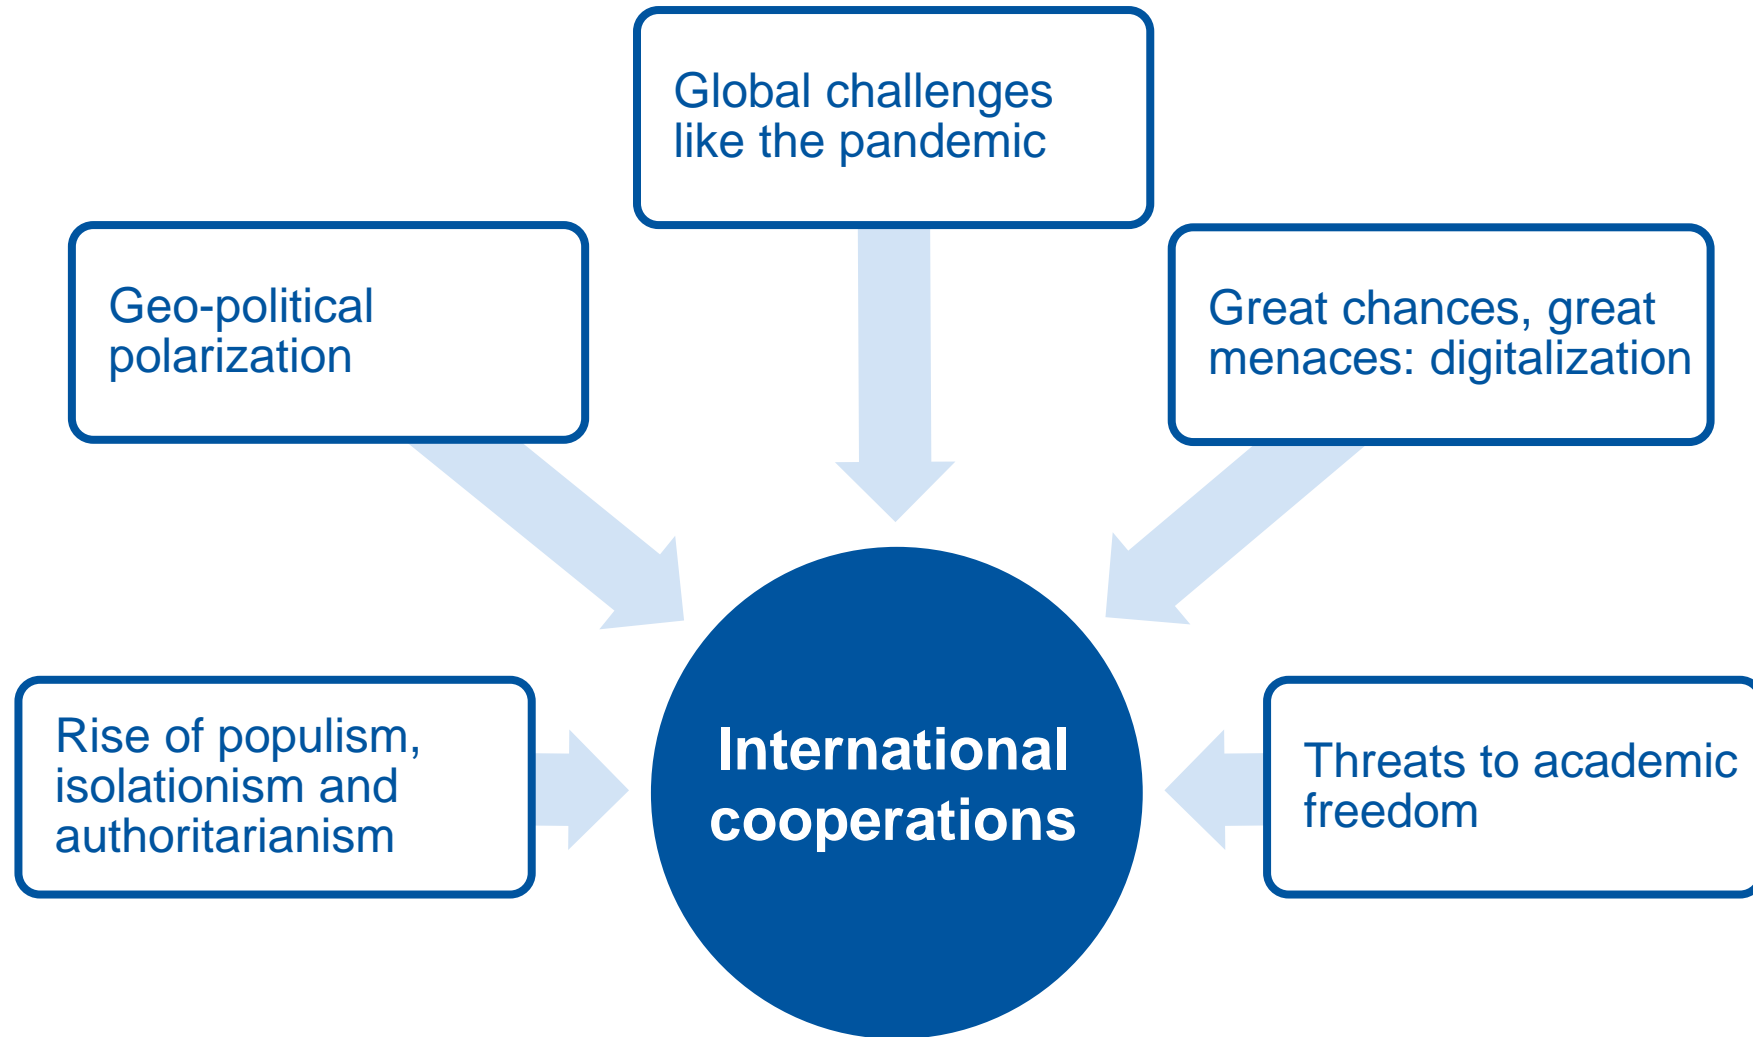 Global challenges
like the pandemic
Geo-political
polarization
Great chances, great
menaces: digitalization
Rise of populism,
isolationism and
authoritarianism
International
cooperations
Threats to academic
freedom